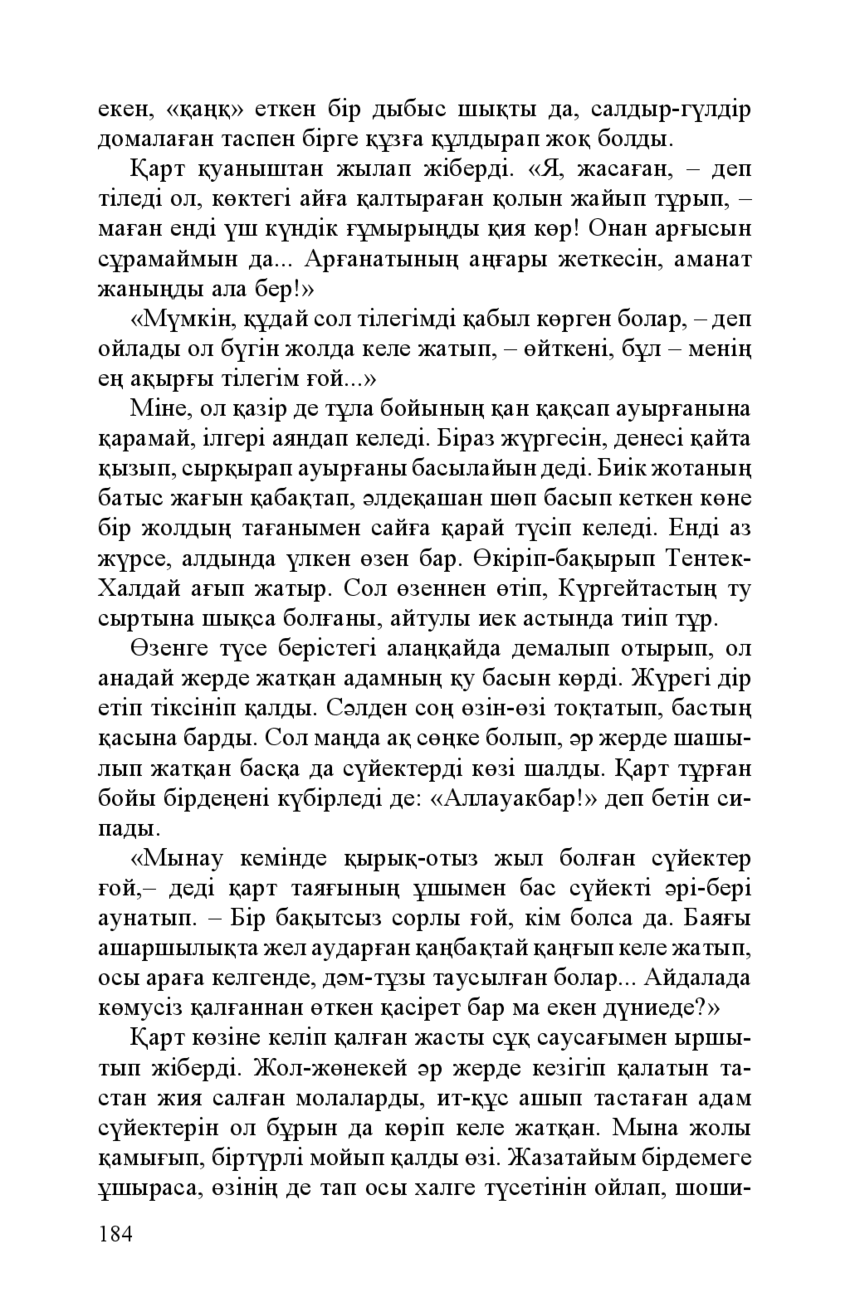 екен, «қаңқ» еткен бір дыбыс шықты да, салдыр-гүлдір
домалаған таспен бірге құзға құлдырап жоқ болды.
Қарт қуаныштан жылап жіберді. «Я, жасаған, – деп
тіледі ол, көктегі айға қалтыраған қолын жайып тұрып, –
маған енді үш күндік ғұмырыңды қия көр! Онан арғысын
сұрамаймын да... Арғанатының аңғары жеткесін, аманат
жаныңды ала бер!»
«Мүмкін, құдай сол тілегімді қабыл көрген болар, – деп
ойлады ол бүгін жолда келе жатып, – өйткені, бұл – менің
ең ақырғы тілегім ғой...»
Міне, ол қазір де тұла бойының қан қақсап ауырғанына
қарамай, ілгері аяндап келеді. Біраз жүргесін, денесі қайта
қызып, сырқырап ауырғаны басылайын деді. Биік жотаның
батыс жағын қабақтап, әлдеқашан шөп басып кеткен көне
бір жолдың тағанымен сайға қарай түсіп келеді. Енді аз
жүрсе, алдында үлкен өзен бар. Өкіріп-бақырып Тентек-
Халдай ағып жатыр. Сол өзеннен өтіп, Күргейтастың ту
сыртына шықса болғаны, айтулы иек астында тиіп тұр.
Өзенге түсе берістегі алаңқайда демалып отырып, ол
анадай жерде жатқан адамның қу басын көрді. Жүрегі дір
етіп тіксініп қалды. Сәлден соң өзін-өзі тоқтатып, бастың
қасына барды. Сол маңда ақ сөңке болып, әр жерде шашы-
лып жатқан басқа да сүйектерді көзі шалды. Қарт тұрған
бойы бірдеңені күбірледі де: «Аллауакбар!» деп бетін си-
пады.
«Мынау кемінде қырық-отыз жыл болған сүйектер
ғой,– деді қарт таяғының ұшымен бас сүйекті әрі-бері
аунатып. – Бір бақытсыз сорлы ғой, кім болса да. Баяғы
ашаршылықта жел аударған қаңбақтай қаңғып келе жатып,
осы араға келгенде, дәм-тұзы таусылған болар... Айдалада
көмусіз қалғаннан өткен қасірет бар ма екен дүниеде?»
Қарт көзіне келіп қалған жасты сұқ саусағымен ыршы-
тып жіберді. Жол-жөнекей әр жерде кезігіп қалатын та-
стан жия салған молаларды, ит-құс ашып тастаған адам
сүйектерін ол бұрын да көріп келе жатқан. Мына жолы
қамығып, біртүрлі мойып қалды өзі. Жазатайым бірдемеге
ұшыраса, өзінің де тап осы халге түсетінін ойлап, шоши-
184